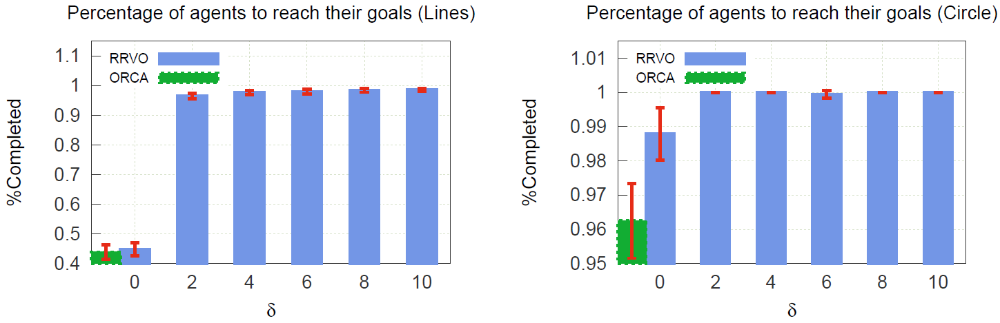 Percentage of agents to reach their goals (Lines)
1.1
1
0.9
0.8
0.7
0.6
0.5
0.4
%Completed
RRVO
ORCA
0 2 4 6 8 10
δ
Percentage of agents to reach their goals (Circle)
1.01
1
0.99
0.98
0.97
0.96
0.95
%Completed
RRVO
ORCA
0 2 4 6 8 10
δ